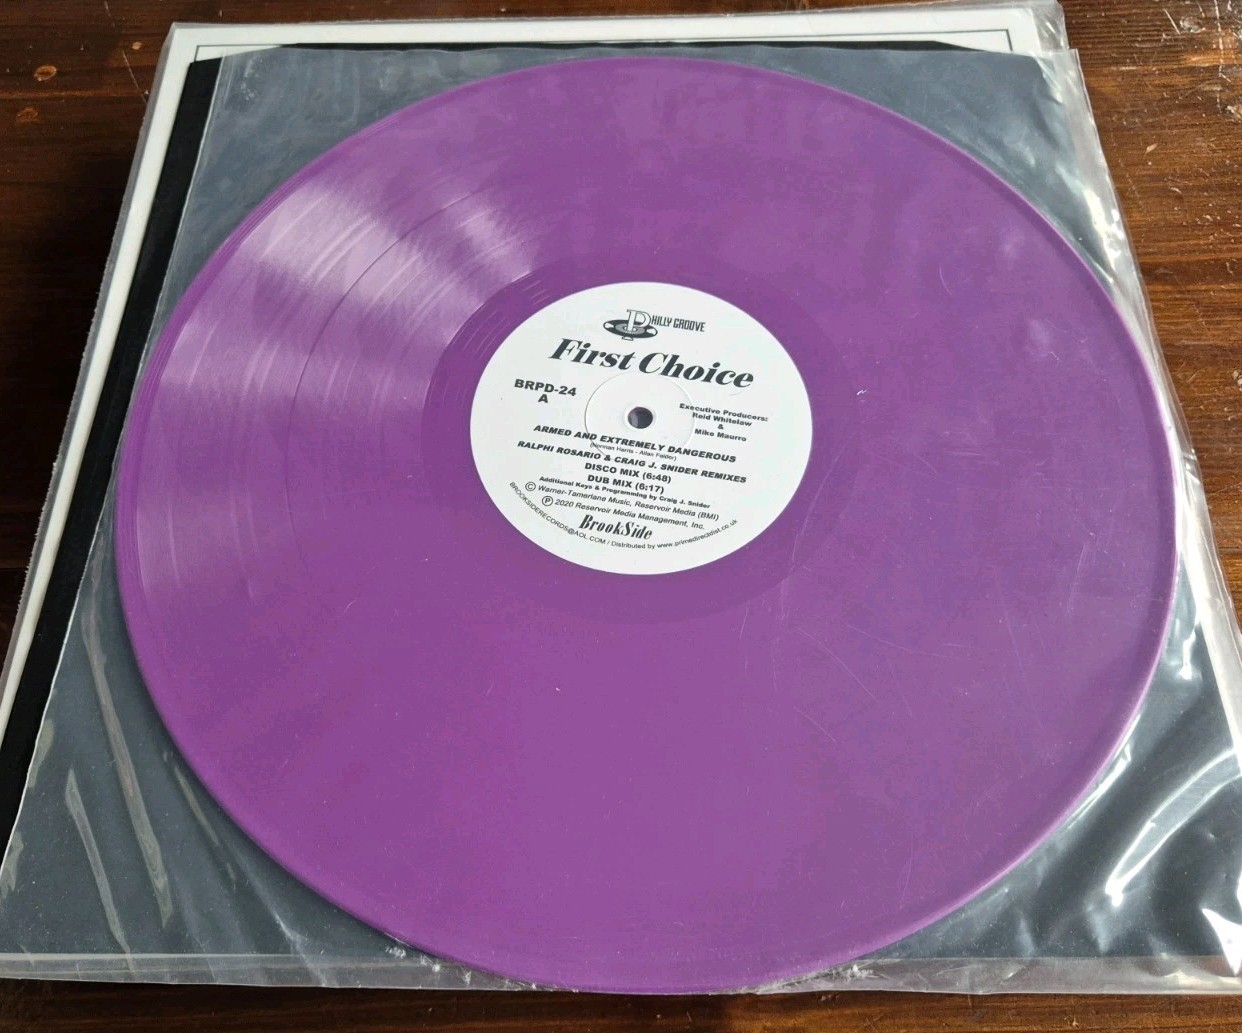 PHILLY GROOVE
First Choice
BRPD-24
A
Executive Producers:
Reid Whitelaw
&
Mike Maurro
ARMED AND EXTREMELY DANGEROUS
(Norman Harris - Allan Felder)
RALPHI ROSARIO & CRAIG J. SNIDER REMIXES
DISCO MIX (6:48)
DUB MIX (6:17)
Additional Keys & Programming by Craig J. Snider
© Warner-Tamerlane Music, Reservoir Media (BMI)
℗ 2020 Reservoir Media Management, Inc.
BrookSide
BROOKSIDERECORDS@AOL.COM / Distributed by www.primedirectdist.co.uk